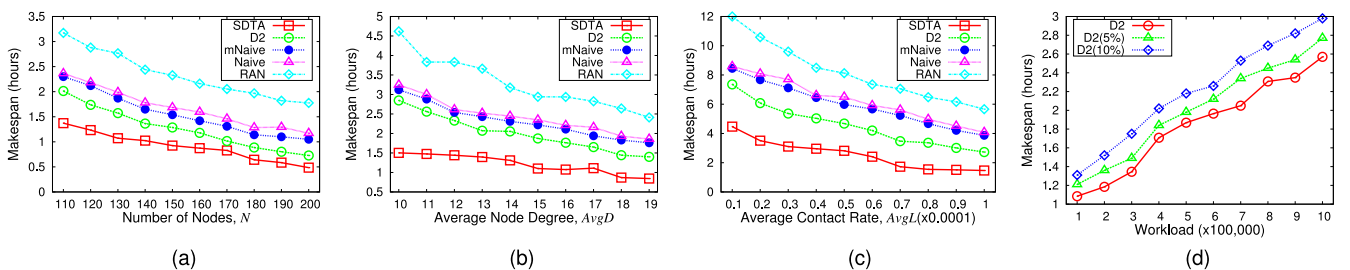 Makespan (hours)
3.5
3
2.5
2
1.5
1
0.5
0
SDTA
D2
mNaive
Naive
RAN
110 120 130 140 150 160 170 180 190 200
Number of Nodes, N
(a)
Makespan (hours)
5
4.5
4
3.5
3
2.5
2
1.5
1
0.5
SDTA
D2
mNaive
Naive
RAN
10 11 12 13 14 15 16 17 18 19
Average Node Degree, AvgD
(b)
Makespan (hours)
12
10
8
6
4
2
0
SDTA
D2
mNaive
Naive
RAN
0.1 0.2 0.3 0.4 0.5 0.6 0.7 0.8 0.9 1
Average Contact Rate, AvgL(x0.0001)
(c)
Makespan (hours)
3
2.8
2.6
2.4
2.2
2
1.8
1.6
1.4
1.2
1
D2
D2(5%)
D2(10%)
1 2 3 4 5 6 7 8 9 10
Workload (x100,000)
(d)